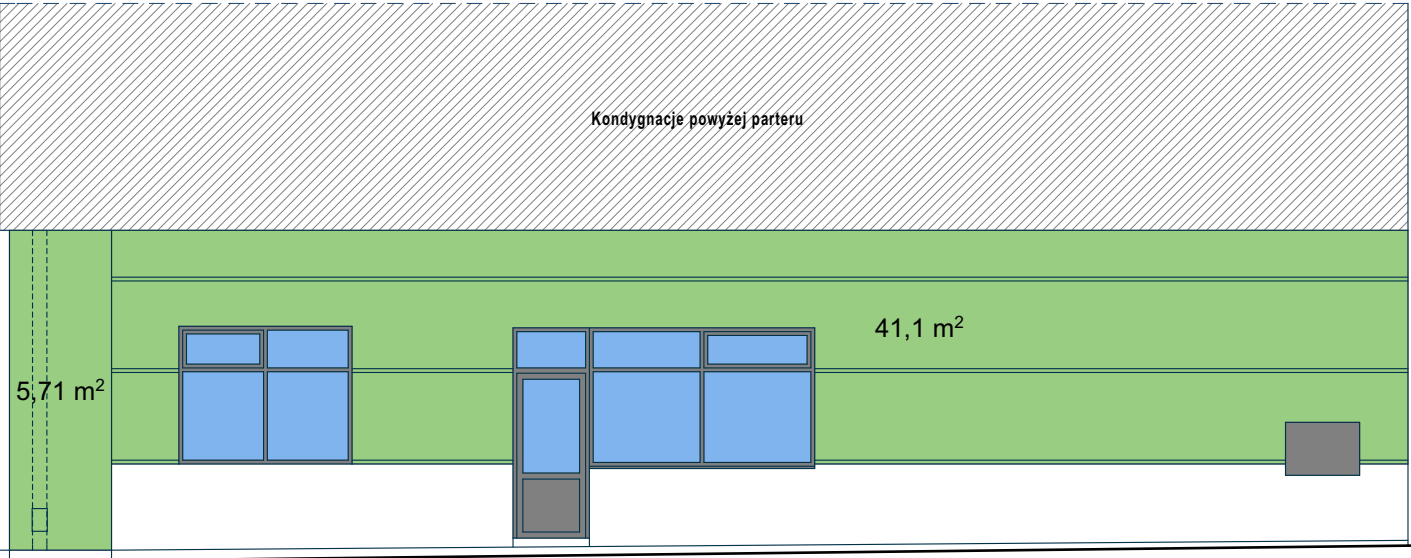 Kondygnacje powyżej parteru
41,1 m²
5,71 m²